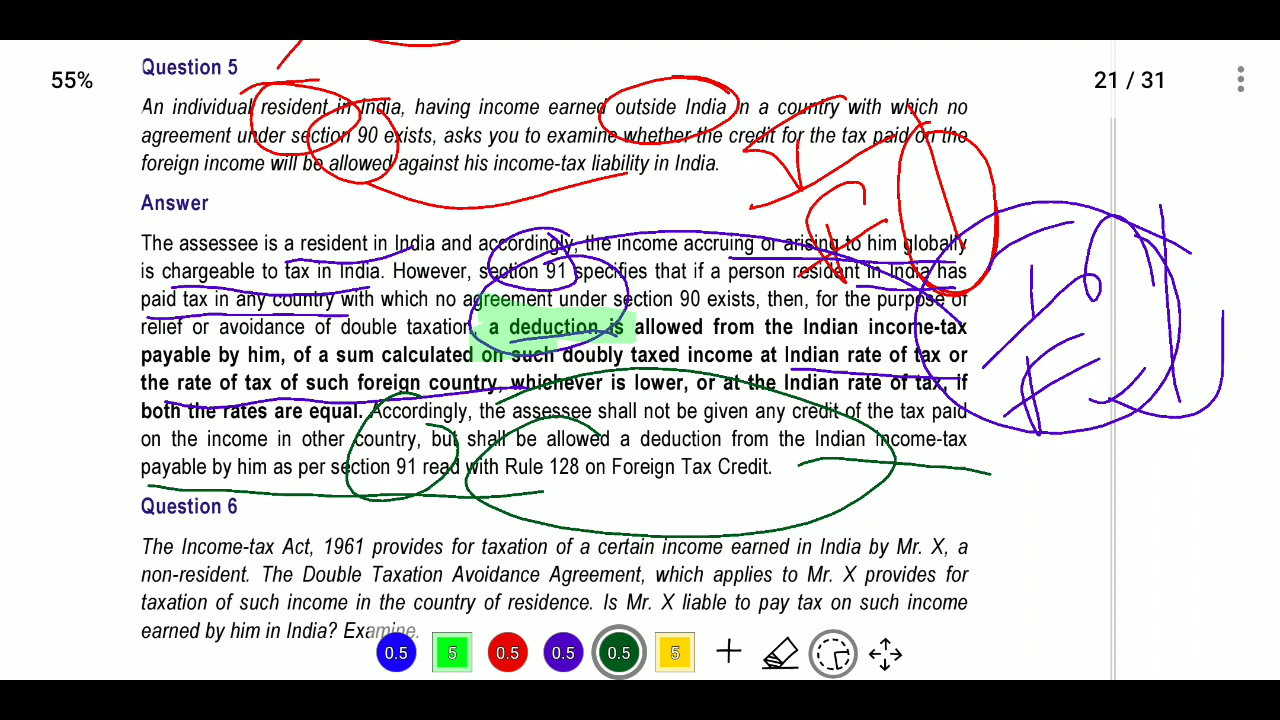 Question 5
55%
21 / 31
An individual resident in India, having income earned outside India in a country with which no
agreement under section 90 exists, asks you to examine whether the credit for the tax paid on the
foreign income will be allowed against his income-tax liability in India.
Answer
The assessee is a resident in India and accordingly, the income accruing or arising to him globally
is chargeable to tax in India. However, section 91 specifies that if a person resident in India has
paid tax in any country with which no agreement under section 90 exists, then, for the purpose of
relief or avoidance of double taxation, a deduction is allowed from the Indian income-tax
payable by him, of a sum calculated on such doubly taxed income at Indian rate of tax or
the rate of tax of such foreign country, whichever is lower, or at the Indian rate of tax, if
both the rates are equal. Accordingly, the assessee shall not be given any credit of the tax paid
on the income in other country, but shall be allowed a deduction from the Indian income-tax
payable by him as per section 91 read with Rule 128 on Foreign Tax Credit.
Question 6
The Income-tax Act, 1961 provides for taxation of a certain income earned in India by Mr. X, a
non-resident. The Double Taxation Avoidance Agreement, which applies to Mr. X provides for
taxation of such income in the country of residence. Is Mr. X liable to pay tax on such income
earned by him in India? Examine.
0.5 5 0.5 0.5 0.5 5